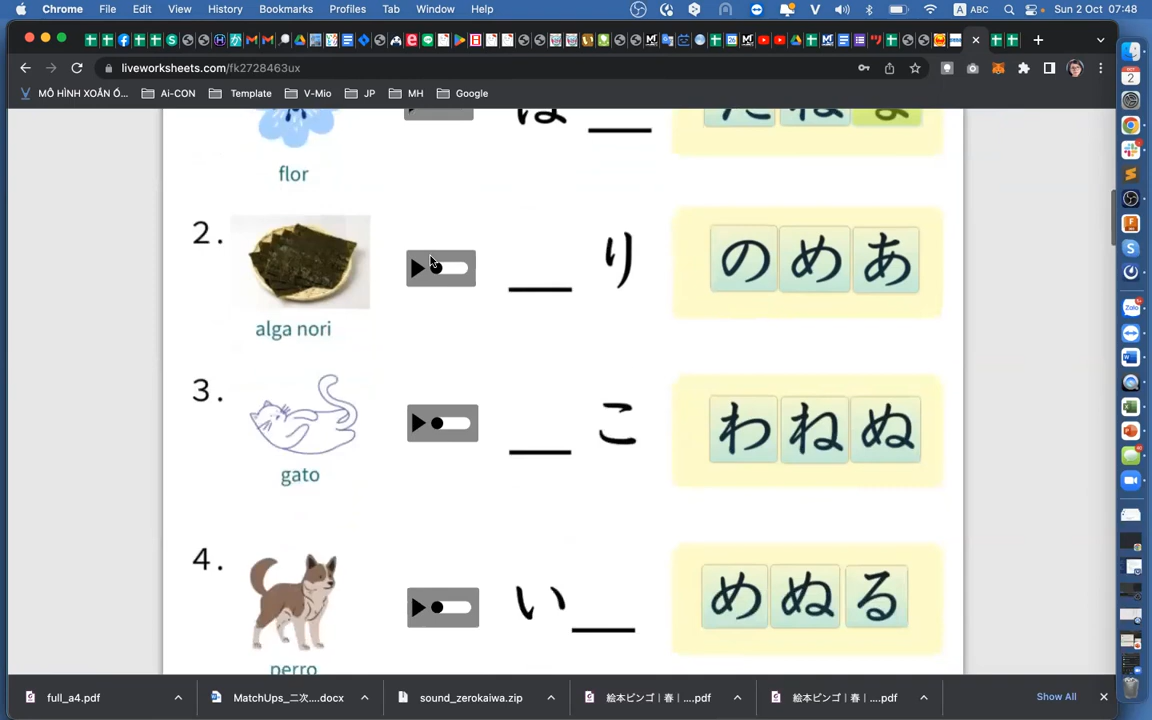 Chrome File Edit View History Bookmarks Profiles Tab Window Help ABC Sun 2 Oct 07:48
liveworksheets.com/fk2728463ux
MÔ HÌNH XOẮN Ó... Ai-CON Template V-Mio JP MH Google
は
flor
2. り のめあ
alga nori
3. こ わねぬ
gato
4. い めぬる
perro
full_a4.pdf MatchUps_二次....docx sound_zerokaiwa.zip 絵本ビンゴ｜春｜....pdf 絵本ビンゴ｜春｜....pdf Show All